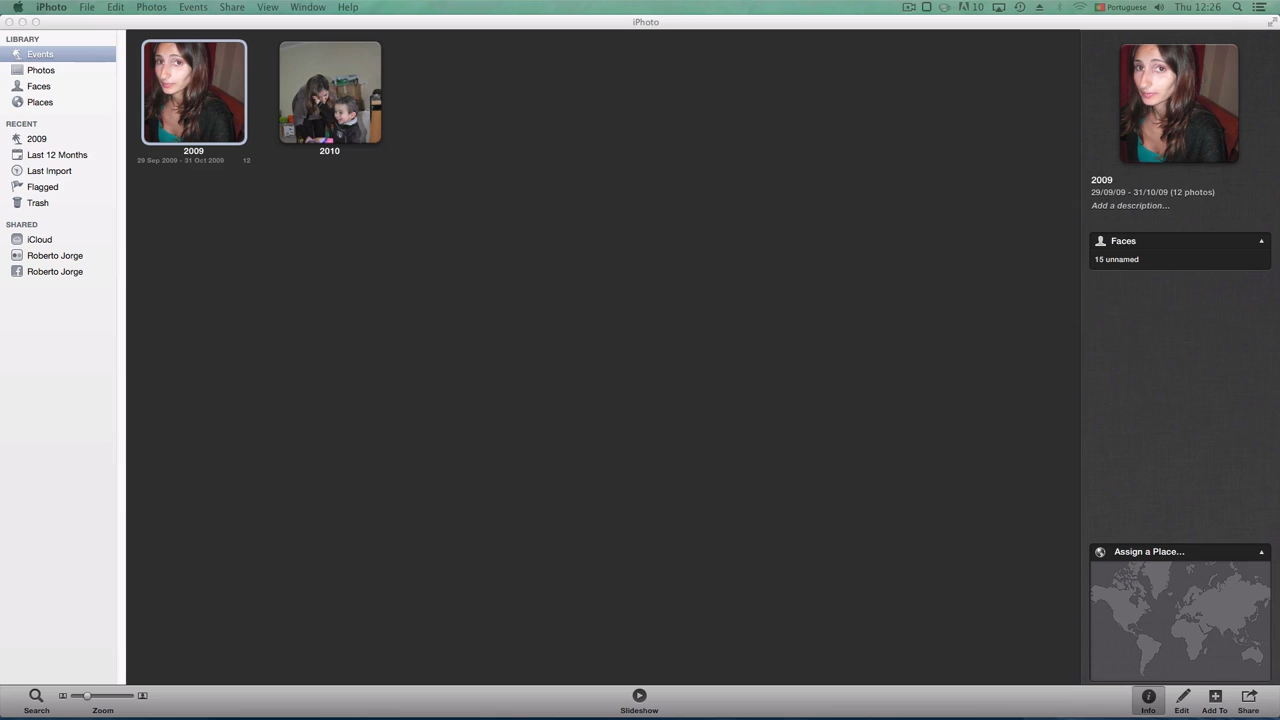 iPhoto File Edit Photos Events Share View Window Help 10 Portuguese Thu 12:26
iPhoto
LIBRARY
Events
Photos
Faces
Places
RECENT
2009
Last 12 Months
Last Import
Flagged
Trash
SHARED
iCloud
Roberto Jorge
Roberto Jorge
2009
29 Sep 2009 - 31 Oct 2009 12
2010
2009
29/09/09 - 31/10/09 (12 photos)
Add a description...
Faces
15 unnamed
Assign a Place...
Search
Zoom
Slideshow
Info
Edit
Add To
Share